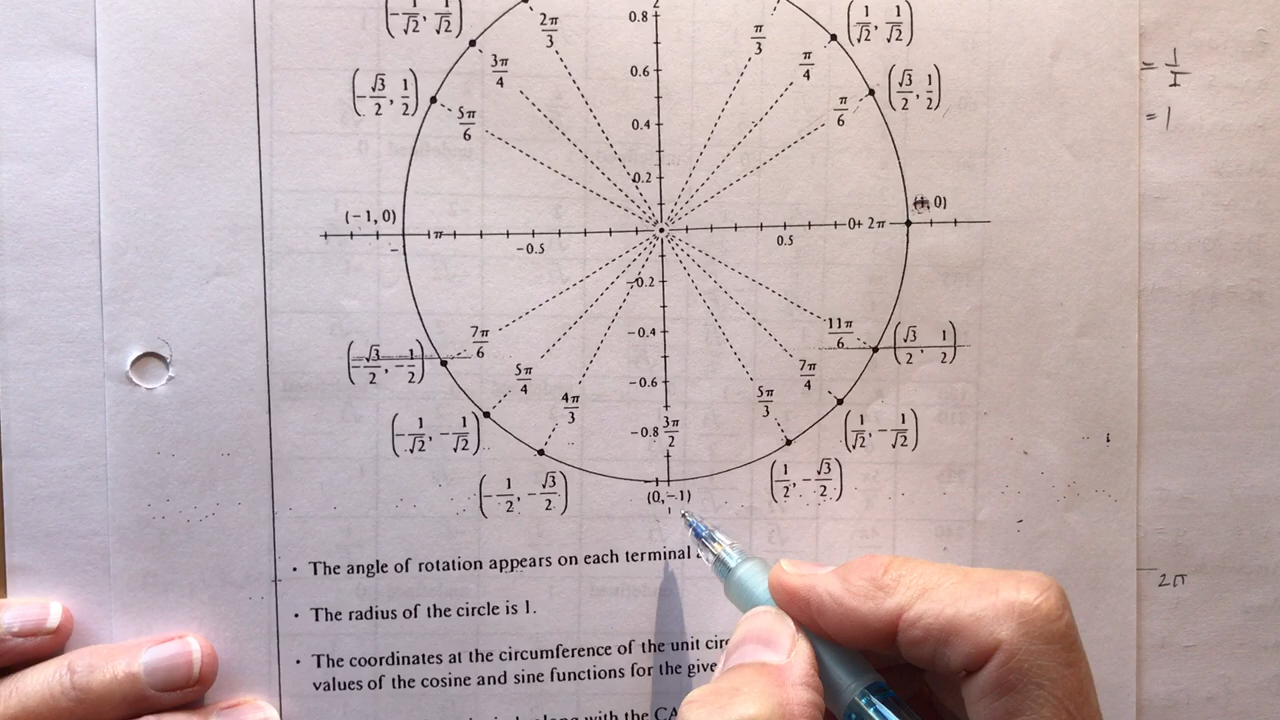 (-1/√2, 1/√2)
2π/3
0.8
π/3
(1/√2, 1/√2)
3π/4
0.6
π/4
(-√3/2, 1/2)
(√3/2, 1/2)
= 1/1
5π/6
0.4
π/6
= 1
0.2
(-1, 0)
, 0)
π
-0.5
0.5
0+ 2π
-0.2
7π/6
-0.4
11π/6
(√3/2, 1/2)
(-√3/2, -1/2)
5π/4
-0.6
7π/4
4π/3
5π/3
(-1/√2, -1/√2)
-0.8
3π/2
(1/√2, -1/√2)
(-1/2, -√3/2)
(0, -1)
(1/2, -√3/2)
• The angle of rotation appears on each terminal
2π
• The radius of the circle is 1.
• The coordinates at the circumference of the unit cir
values of the cosine and sine functions for the give
along with the CA